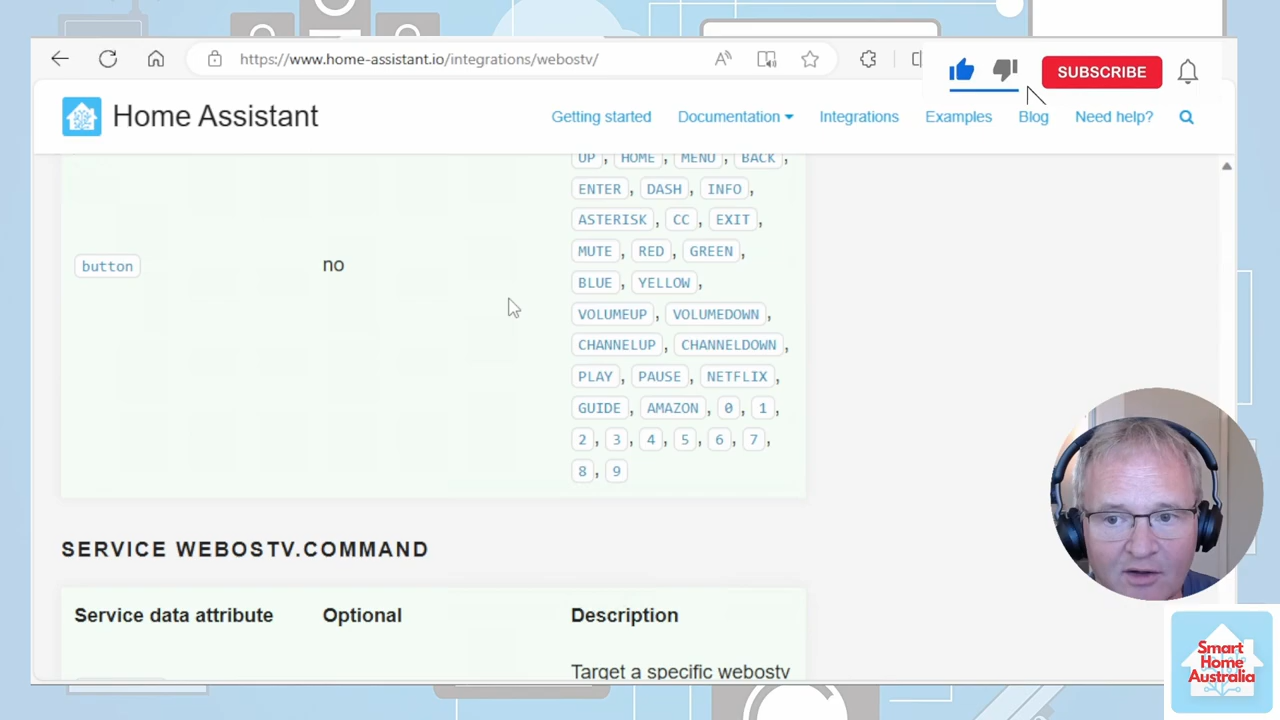 https://www.home-assistant.io/integrations/webostv/
SUBSCRIBE
Home Assistant
Getting started
Documentation
Integrations
Examples
Blog
Need help?
UP, HOME, MENU, BACK,
ENTER, DASH, INFO,
ASTERISK, CC, EXIT,
button
no
MUTE, RED, GREEN,
BLUE, YELLOW,
VOLUMEUP, VOLUMEDOWN,
CHANNELUP, CHANNELDOWN,
PLAY, PAUSE, NETFLIX,
GUIDE, AMAZON, 0, 1,
2, 3, 4, 5, 6, 7,
8, 9
SERVICE WEBOSTV.COMMAND
Service data attribute
Optional
Description
Target a specific webostv
Smart
Home
Australia